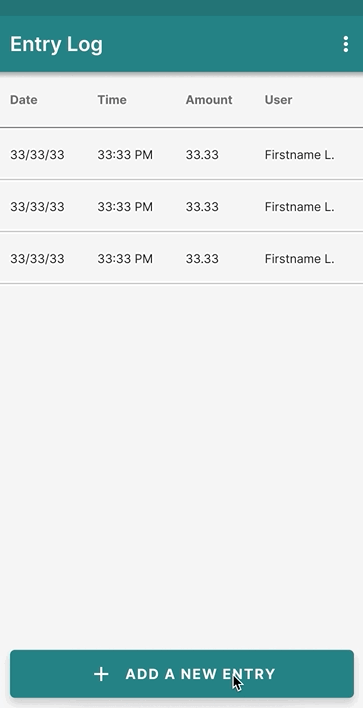 Entry Log
Date Time Amount User
33/33/33 33:33 PM 33.33 Firstname L.
33/33/33 33:33 PM 33.33 Firstname L.
33/33/33 33:33 PM 33.33 Firstname L.
+ ADD A NEW ENTRY